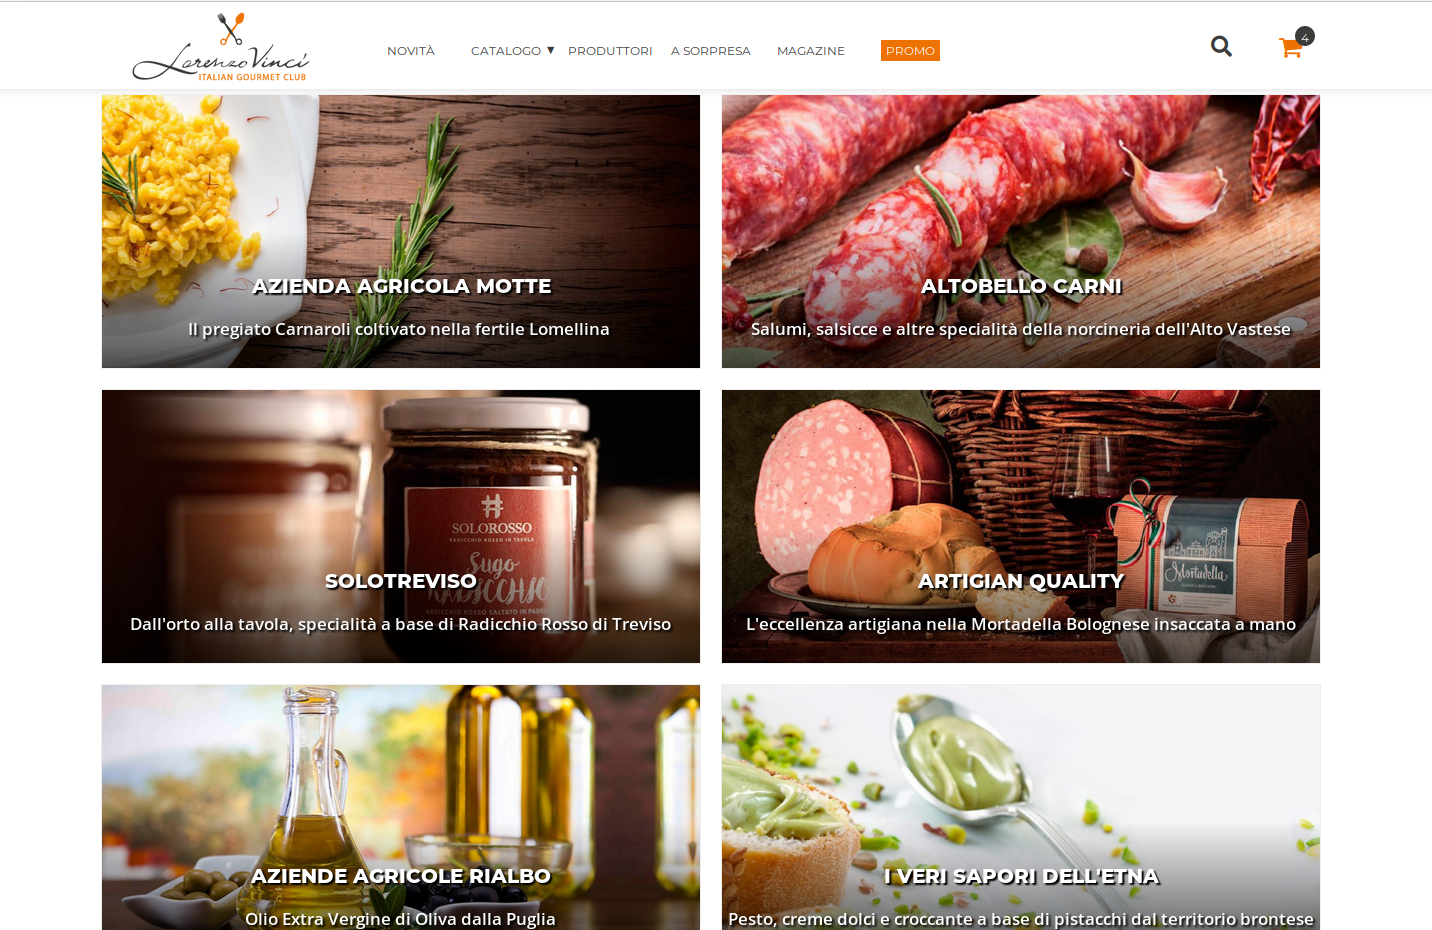 Lorenzo Vinci
ITALIAN GOURMET CLUB
NOVITÀ
CATALOGO ▼
PRODUTTORI
A SORPRESA
MAGAZINE
PROMO
4
AZIENDA AGRICOLA MOTTE
Il pregiato Carnaroli coltivato nella fertile Lomellina
ALTOBELLO CARNI
Salumi, salsicce e altre specialità della norcineria dell'Alto Vastese
SOLOROSSO
RADICCHIO ROSSO IN TAVOLA
Sugo
RADICCHIO
RADICCHIO ROSSO SALTATO IN PADELLA
SOLOTREVISO
Dall'orto alla tavola, specialità a base di Radicchio Rosso di Treviso
Mortadella
ARTIGIAN QUALITY
L'eccellenza artigiana nella Mortadella Bolognese insaccata a mano
AZIENDE AGRICOLE RIALBO
Olio Extra Vergine di Oliva dalla Puglia
I VERI SAPORI DELL'ETNA
Pesto, creme dolci e croccante a base di pistacchi dal territorio brontese